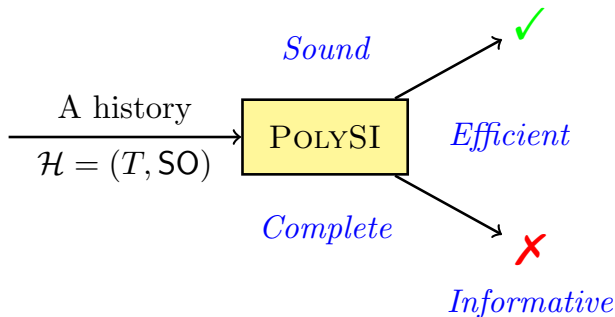 Sound
✓
A history
POLYSI
Efficient
ℋ = (T, SO)
Complete
✗
Informative